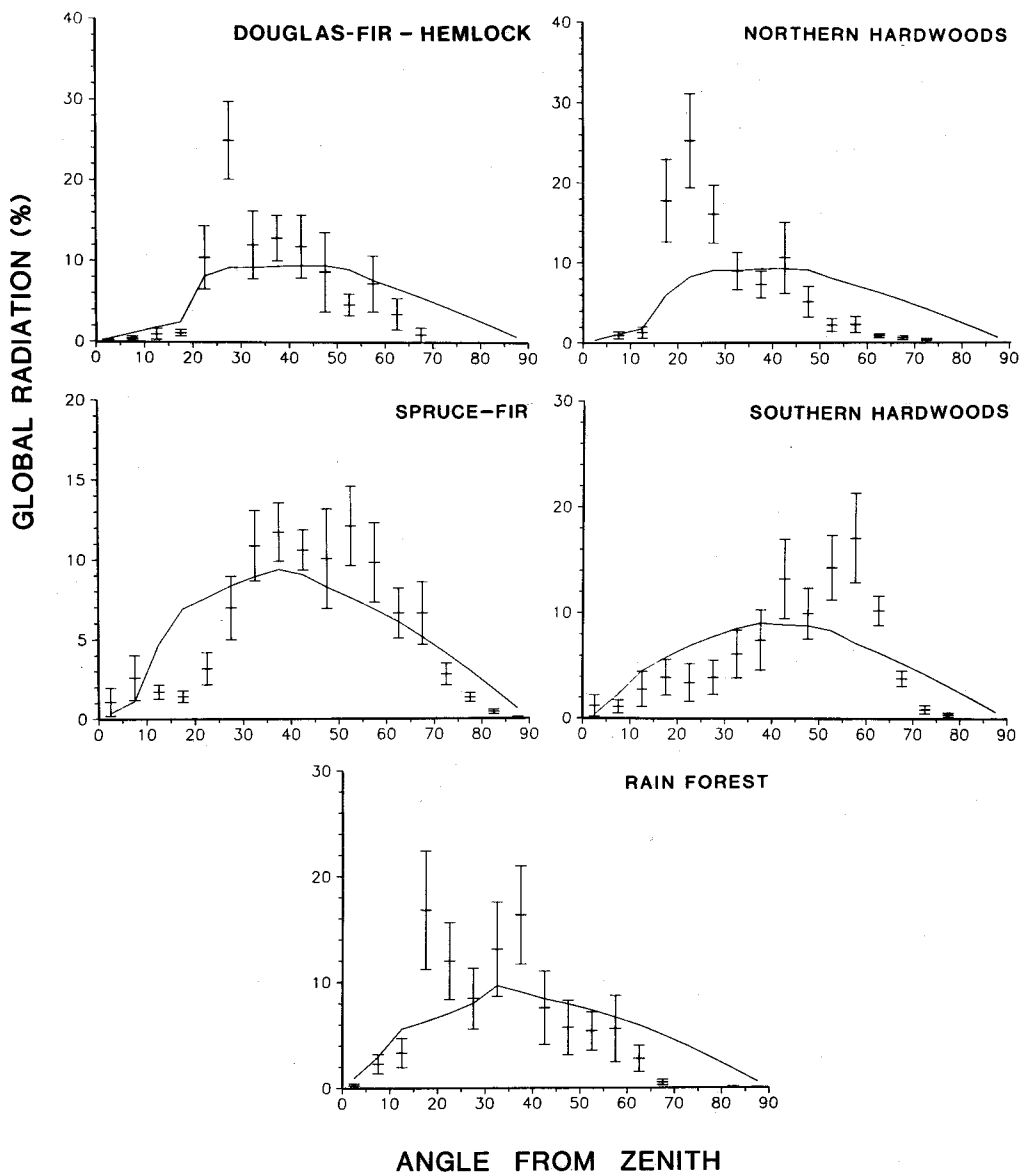 GLOBAL RADIATION (%)
DOUGLAS-FIR – HEMLOCK
40
30
20
10
0
0 10 20 30 40 50 60 70 80 90
NORTHERN HARDWOODS
40
30
20
10
0
0 10 20 30 40 50 60 70 80 90
SPRUCE–FIR
20
15
10
5
0
0 10 20 30 40 50 60 70 80 90
SOUTHERN HARDWOODS
30
20
10
0
0 10 20 30 40 50 60 70 80 90
RAIN FOREST
30
20
10
0
0 10 20 30 40 50 60 70 80 90
ANGLE FROM ZENITH